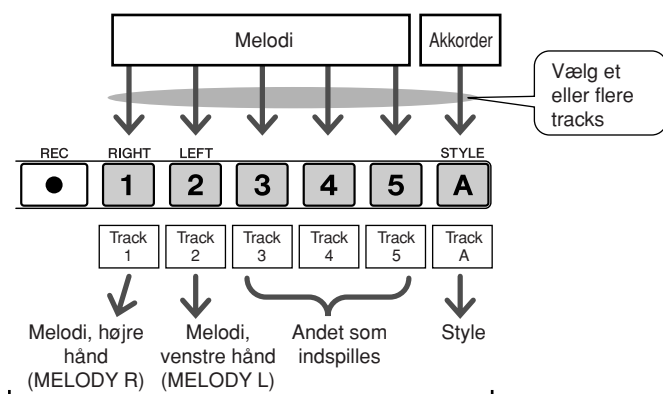 Melodi
Akkorder
Vælg et
eller flere
tracks
REC
RIGHT
LEFT
STYLE
1
2
3
4
5
A
Track
1
Track
2
Track
3
Track
4
Track
5
Track
A
Melodi, højre
hånd
(MELODY R)
Melodi,
venstre hånd
(MELODY L)
Andet som
indspilles
Style